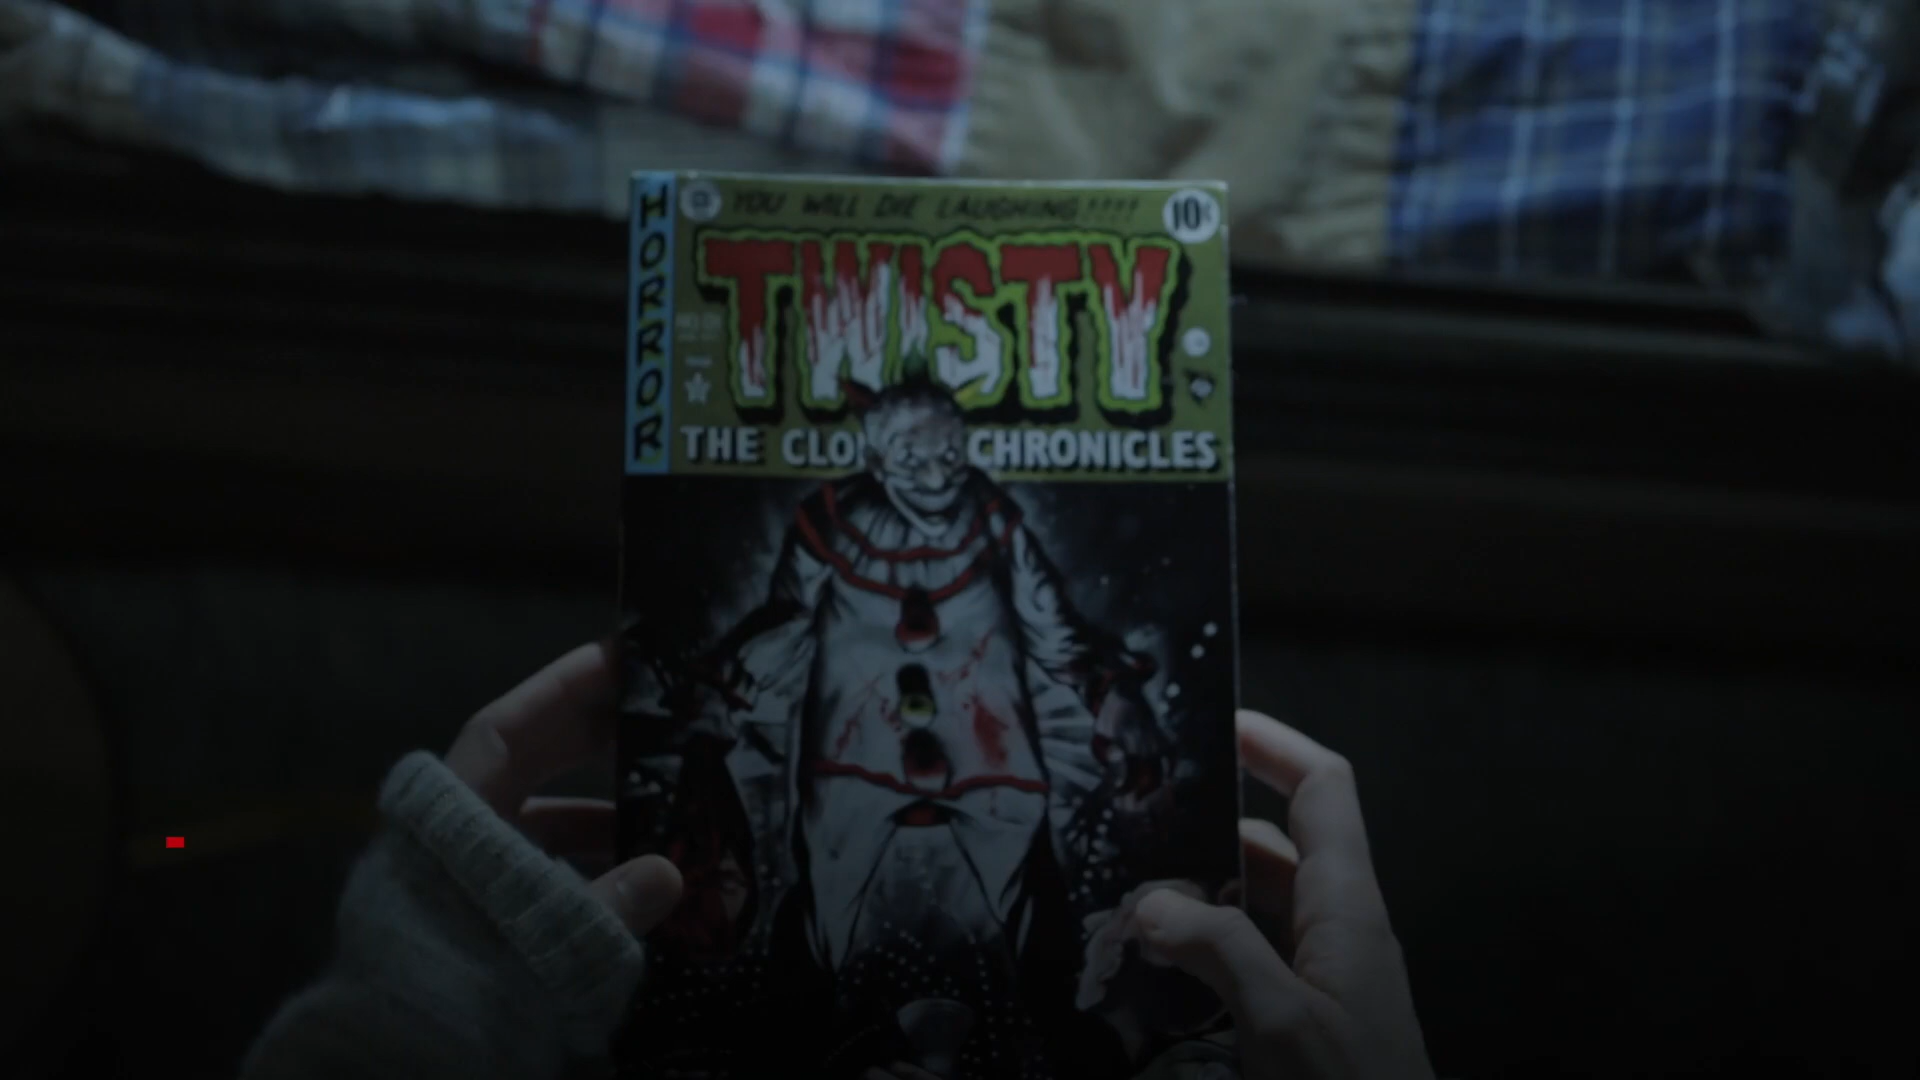 HORROR
YOU WILL DIE LAUGHING!!!!
10¢
TWISTY
THE CLO CHRONICLES